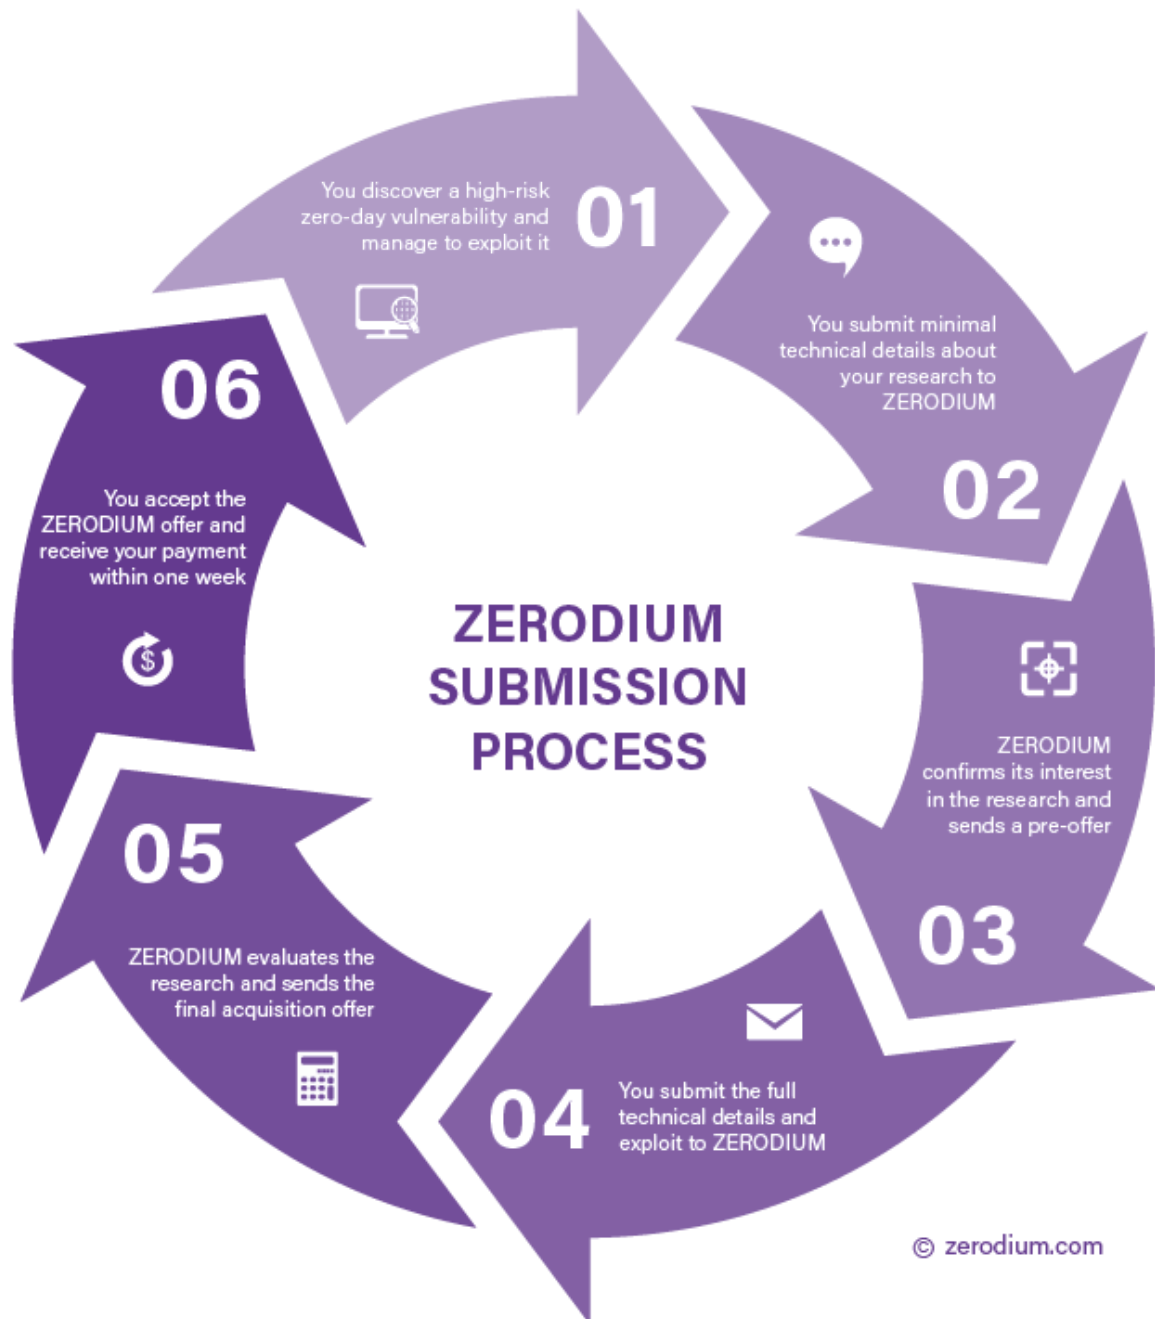 You discover a high-risk
zero-day vulnerability and
manage to exploit it
01
You submit minimal
technical details about
your research to
ZERODIUM
02
ZERODIUM
confirms its interest
in the research and
sends a pre-offer
03
You submit the full
technical details and
exploit to ZERODIUM
04
ZERODIUM evaluates the
research and sends the
final acquisition offer
05
You accept the
ZERODIUM offer and
receive your payment
within one week
$
06
ZERODIUM
SUBMISSION
PROCESS
© zerodium.com